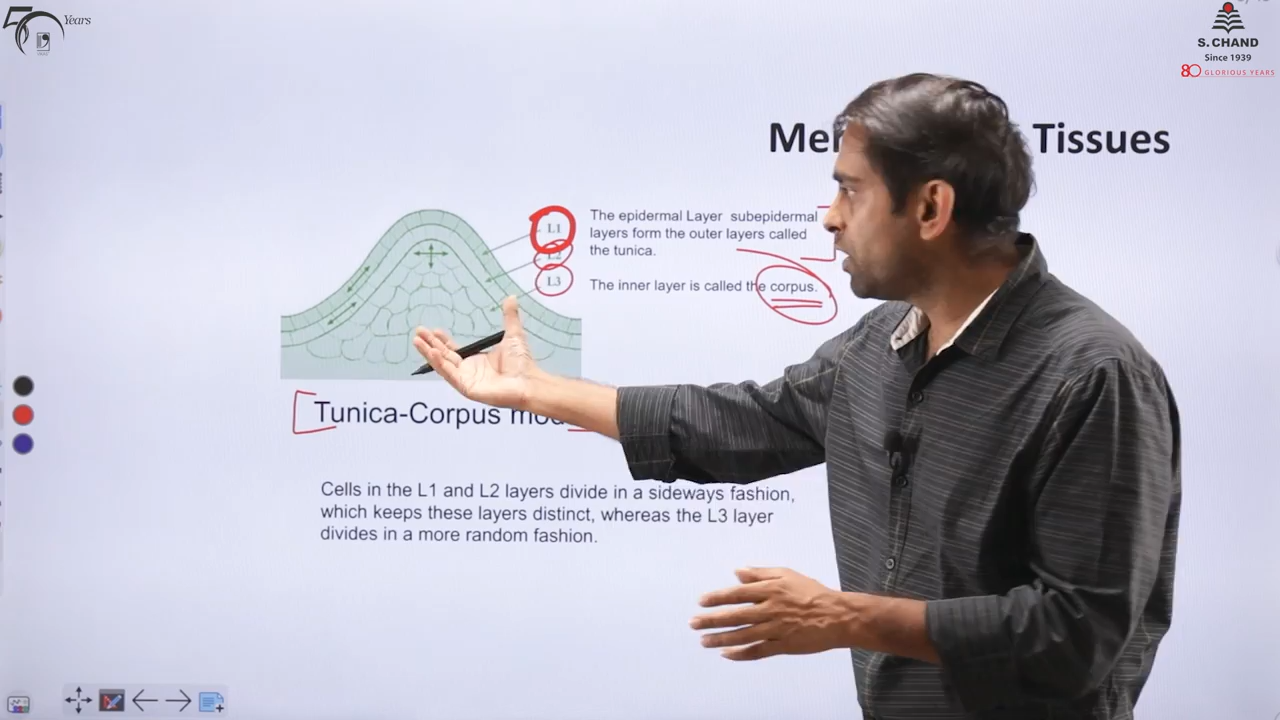 Years
S. CHAND
Since 1939
80 GLORIOUS YEARS
Tissues
L1
L2
L3
The epidermal Layer subepidermal
layers form the outer layers called
the tunica.
The inner layer is called the corpus.
Tunica-Corpus
Cells in the L1 and L2 layers divide in a sideways fashion,
which keeps these layers distinct, whereas the L3 layer
divides in a more random fashion.